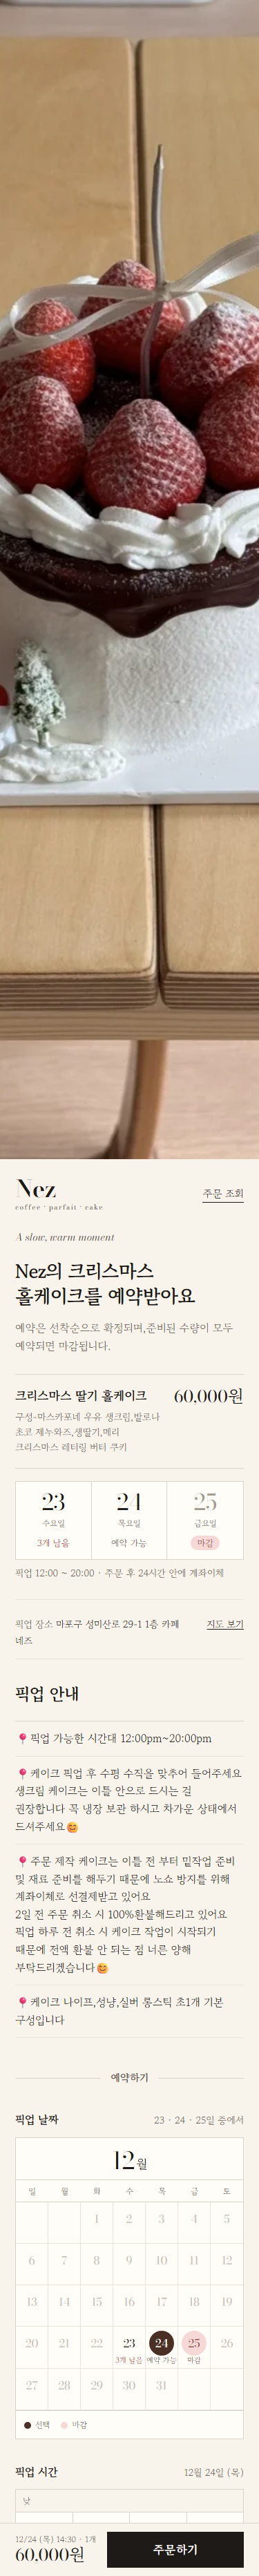 Nez
coffee · parfait · cake
주문 조회
A slow, warm moment
Nez의 크리스마스
홀케이크를 예약받아요
예약은 선착순으로 확정되며,준비된 수량이 모두
예약되면 마감됩니다.
크리스마스 딸기 홀케이크 60,000원
구성-마스카포네 우유 생크림,발로나
초코 제누와즈,생딸기,체리
크리스마스 레터링 버터 쿠키
23 24 25
수요일 목요일 금요일
3개 남음 예약 가능 마감
픽업 12:00 ~ 20:00 · 주문 후 24시간 안에 계좌이체
픽업 장소 마포구 성미산로 29-1 1층 카페
네즈
지도 보기
픽업 안내
📍픽업 가능한 시간대 12:00pm~20:00pm
📍케이크 픽업 후 수평 수직을 맞추어 들어주세요
생크림 케이크는 이틀 안으로 드시는 걸
권장합니다 꼭 냉장 보관 하시고 차가운 상태에서
드셔주세요😊
📍주문 제작 케이크는 이틀 전 부터 밑작업 준비
및 재료 준비를 해두기 때문에 노쇼 방지를 위해
계좌이체로 선결제받고 있어요
2일 전 주문 취소 시 100%환불해드리고 있어요
픽업 하루 전 취소 시 케이크 작업이 시작되기
때문에 전액 환불 안 되는 점 너른 양해
부탁드리겠습니다😊
📍케이크 나이프,성냥,실버 롱스틱 초1개 기본
구성입니다
예약하기
픽업 날짜 23 · 24 · 25일 중에서
12월
일 월 화 수 목 금 토
1 2 3 4 5
6 7 8 9 10 11 12
13 14 15 16 17 18 19
20 21 22 23 24 25 26
3개 남음 예약 가능 마감
27 28 29 30 31
선택 마감
픽업 시간 12월 24일 (목)
낮
12/24 (목) 14:30 · 1개
60,000원
주문하기